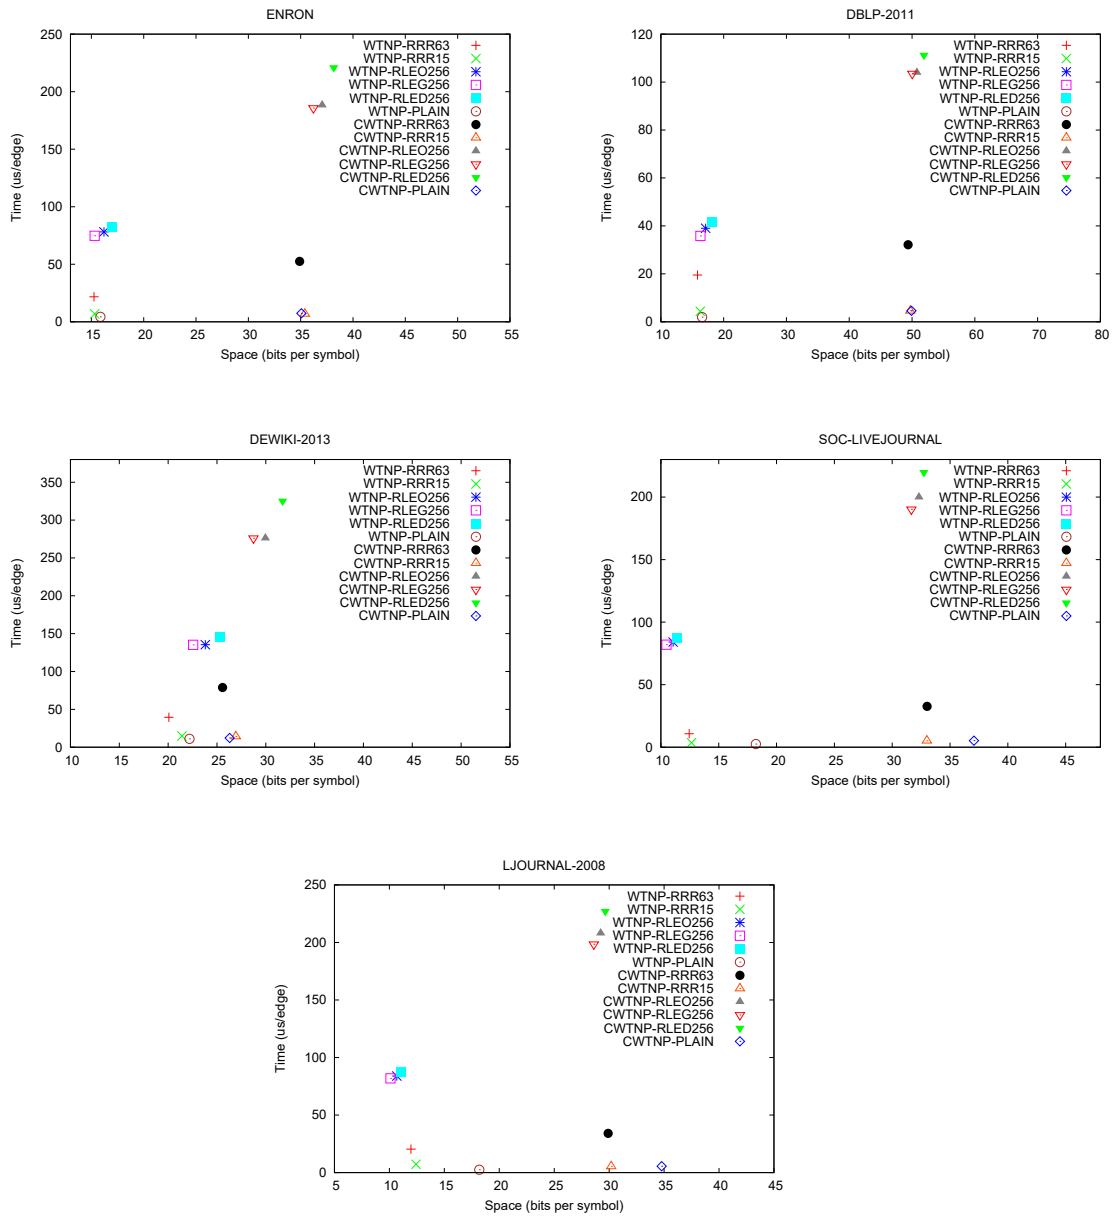 ENRON
250
200
150
100
50
0
Time (us/edge)
15 20 25 30 35 40 45 50 55
Space (bits per symbol)
WTNP-RRR63
WTNP-RRR15
WTNP-RLEO256
WTNP-RLEG256
WTNP-RLED256
WTNP-PLAIN
CWTNP-RRR63
CWTNP-RRR15
CWTNP-RLEO256
CWTNP-RLEG256
CWTNP-RLED256
CWTNP-PLAIN
DBLP-2011
120
100
80
60
40
20
0
Time (us/edge)
10 20 30 40 50 60 70 80
Space (bits per symbol)
WTNP-RRR63
WTNP-RRR15
WTNP-RLEO256
WTNP-RLEG256
WTNP-RLED256
WTNP-PLAIN
CWTNP-RRR63
CWTNP-RRR15
CWTNP-RLEO256
CWTNP-RLEG256
CWTNP-RLED256
CWTNP-PLAIN
DEWIKI-2013
350
300
250
200
150
100
50
0
Time (us/edge)
10 15 20 25 30 35 40 45 50 55
Space (bits per symbol)
WTNP-RRR63
WTNP-RRR15
WTNP-RLEO256
WTNP-RLEG256
WTNP-RLED256
WTNP-PLAIN
CWTNP-RRR63
CWTNP-RRR15
CWTNP-RLEO256
CWTNP-RLEG256
CWTNP-RLED256
CWTNP-PLAIN
SOC-LIVEJOURNAL
200
150
100
50
0
Time (us/edge)
10 15 20 25 30 35 40 45
Space (bits per symbol)
WTNP-RRR63
WTNP-RRR15
WTNP-RLEO256
WTNP-RLEG256
WTNP-RLED256
WTNP-PLAIN
CWTNP-RRR63
CWTNP-RRR15
CWTNP-RLEO256
CWTNP-RLEG256
CWTNP-RLED256
CWTNP-PLAIN
LJOURNAL-2008
250
200
150
100
50
0
Time (us/edge)
5 10 15 20 25 30 35 40 45
Space (bits per symbol)
WTNP-RRR63
WTNP-RRR15
WTNP-RLEO256
WTNP-RLEG256
WTNP-RLED256
WTNP-PLAIN
CWTNP-RRR63
CWTNP-RRR15
CWTNP-RLEO256
CWTNP-RLEG256
CWTNP-RLED256
CWTNP-PLAIN